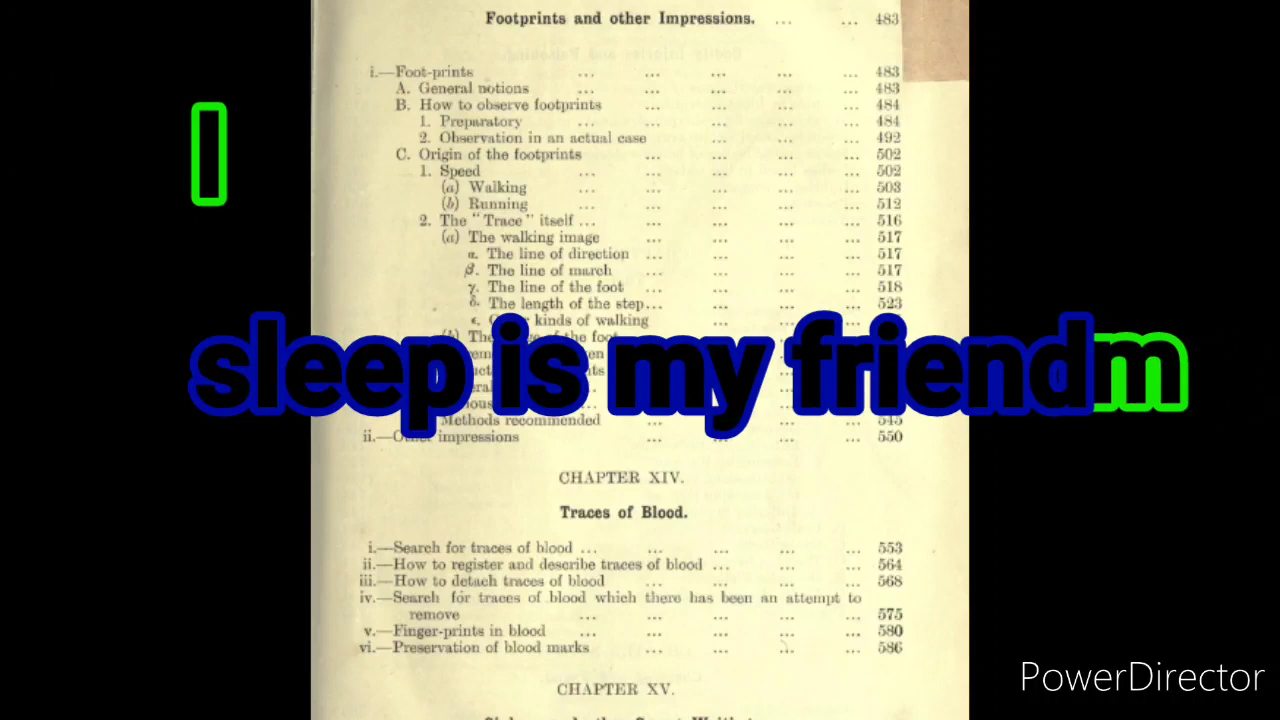 Footprints and other Impressions. ... ... 483
i.—Foot-prints ... ... ... ... ... 483
A. General notions ... ... ... ... ... 483
B. How to observe footprints ... ... ... ... 484
1. Preparatory ... ... ... ... ... 484
2. Observation in an actual case ... ... ... 492
C. Origin of the footprints ... ... ... ... 502
1. Speed ... ... ... ... ... 502
(a) Walking ... ... ... ... ... 503
(b) Running ... ... ... ... ... 512
2. The "Trace" itself ... ... ... ... ... 516
(a) The walking image ... ... ... ... 517
α. The line of direction ... ... ... ... 517
β. The line of march ... ... ... ... 517
γ. The line of the foot ... ... ... ... 518
δ. The length of the step... ... ... ... 523
ε. kinds of walking ... ... ...
I
sleep is my friend m
the foot
Methods recommended ... ... ... ... 545
ii.—Other impressions ... ... ... ... 550
CHAPTER XIV.
Traces of Blood.
i.—Search for traces of blood ... ... ... ... ... 553
ii.—How to register and describe traces of blood ... ... ... 564
iii.—How to detach traces of blood ... ... ... ... 568
iv.—Search for traces of blood which there has been an attempt to
remove ... ... ... ... ... 575
v.—Finger-prints in blood ... ... ... ... ... 580
vi.—Preservation of blood marks ... ... ... ... 586
CHAPTER XV.
PowerDirector